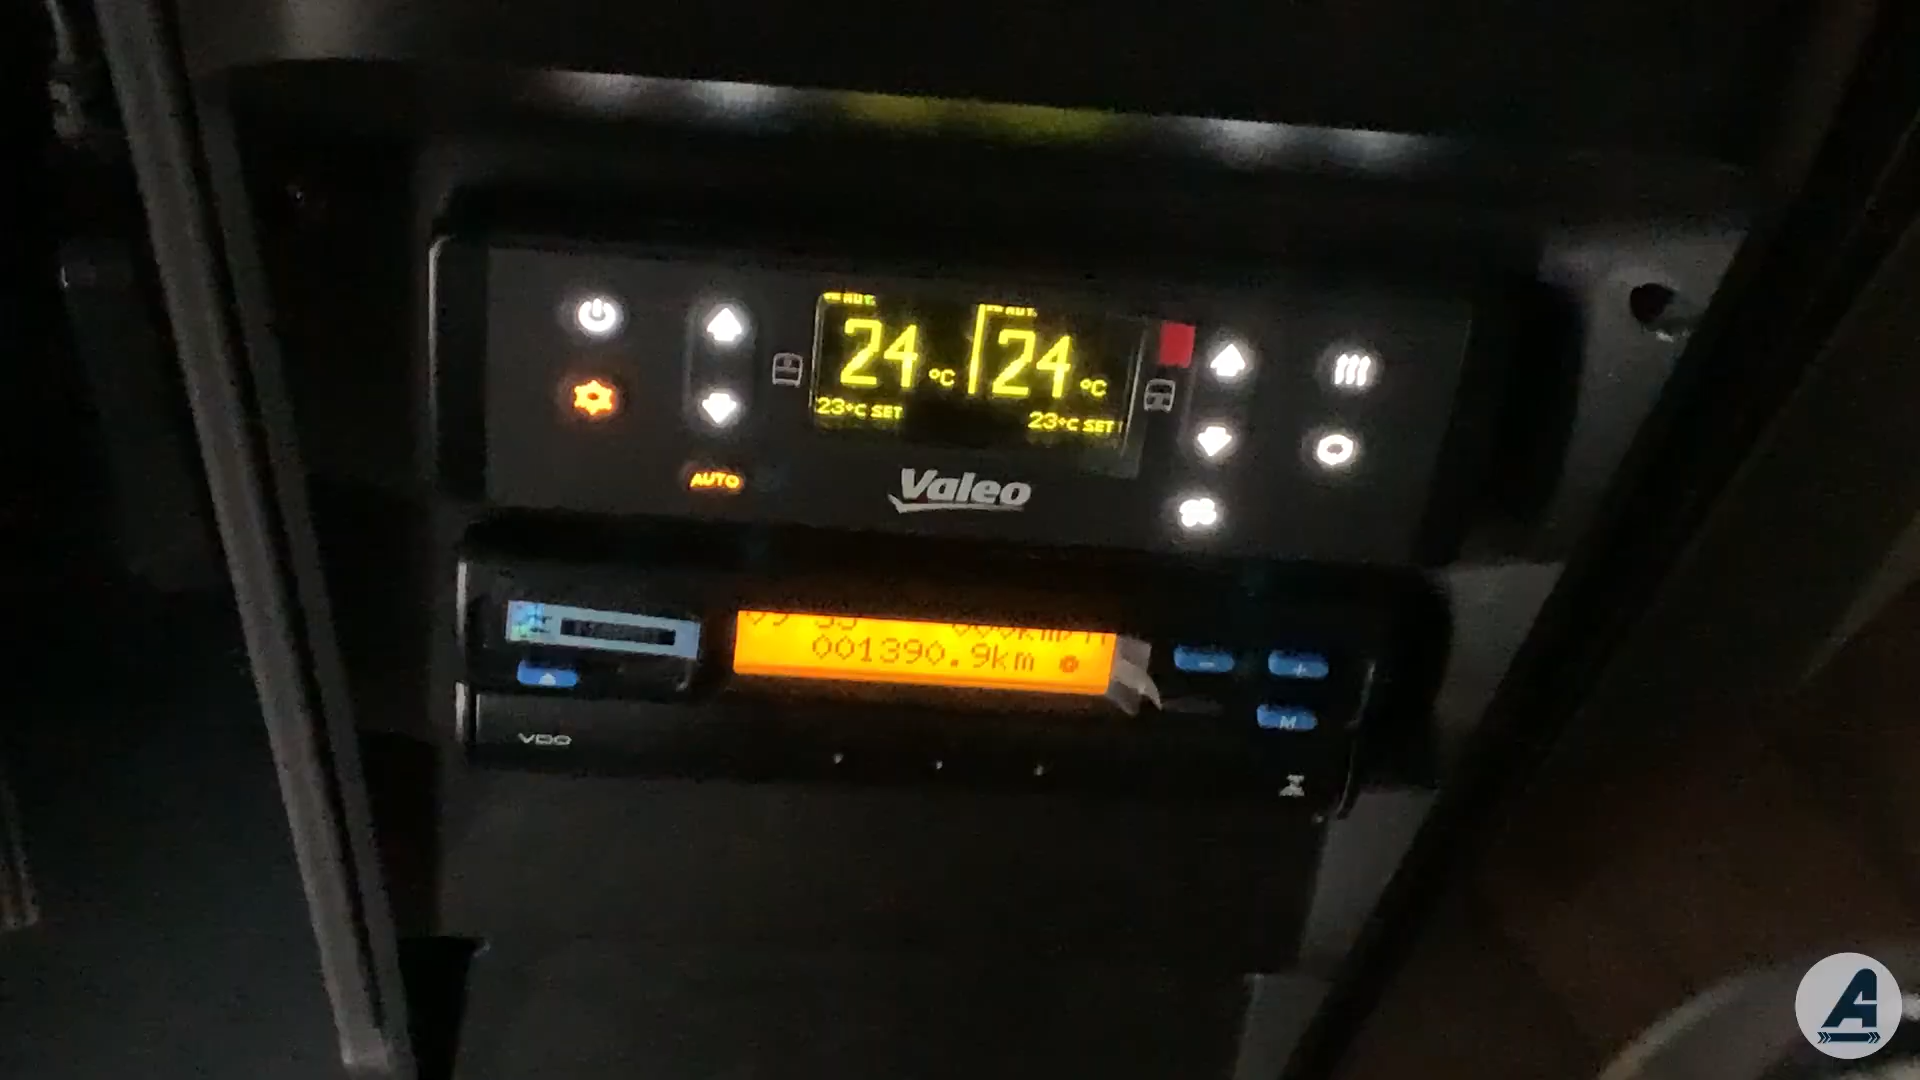 AUT. AUT.
24 °C 24 °C
23°C SET 23°C SET
AUTO
Valeo
001390.9km
- +
M
VDO
A